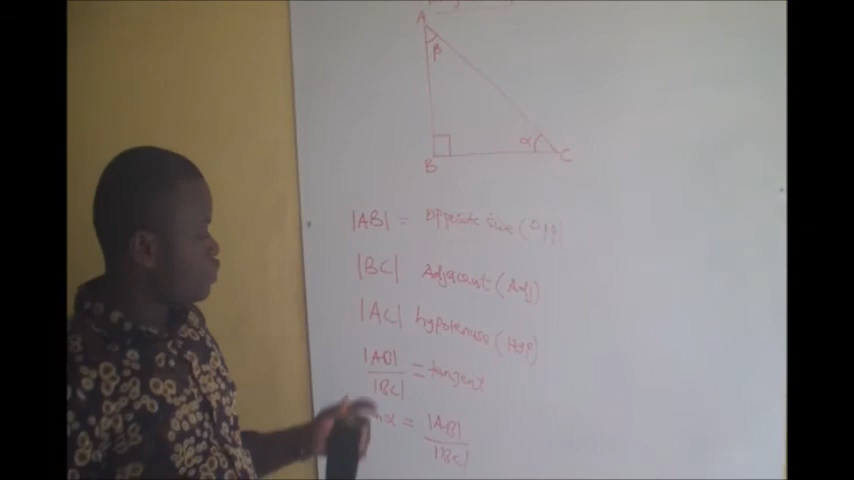 A
β
α
B
C
|AB| = Opposite side (Opp)
|BC| Adjacent (Adj)
|AC| hypotenuse (Hyp)
|AB| / |BC| = tangent
α = |AB| / |BC|